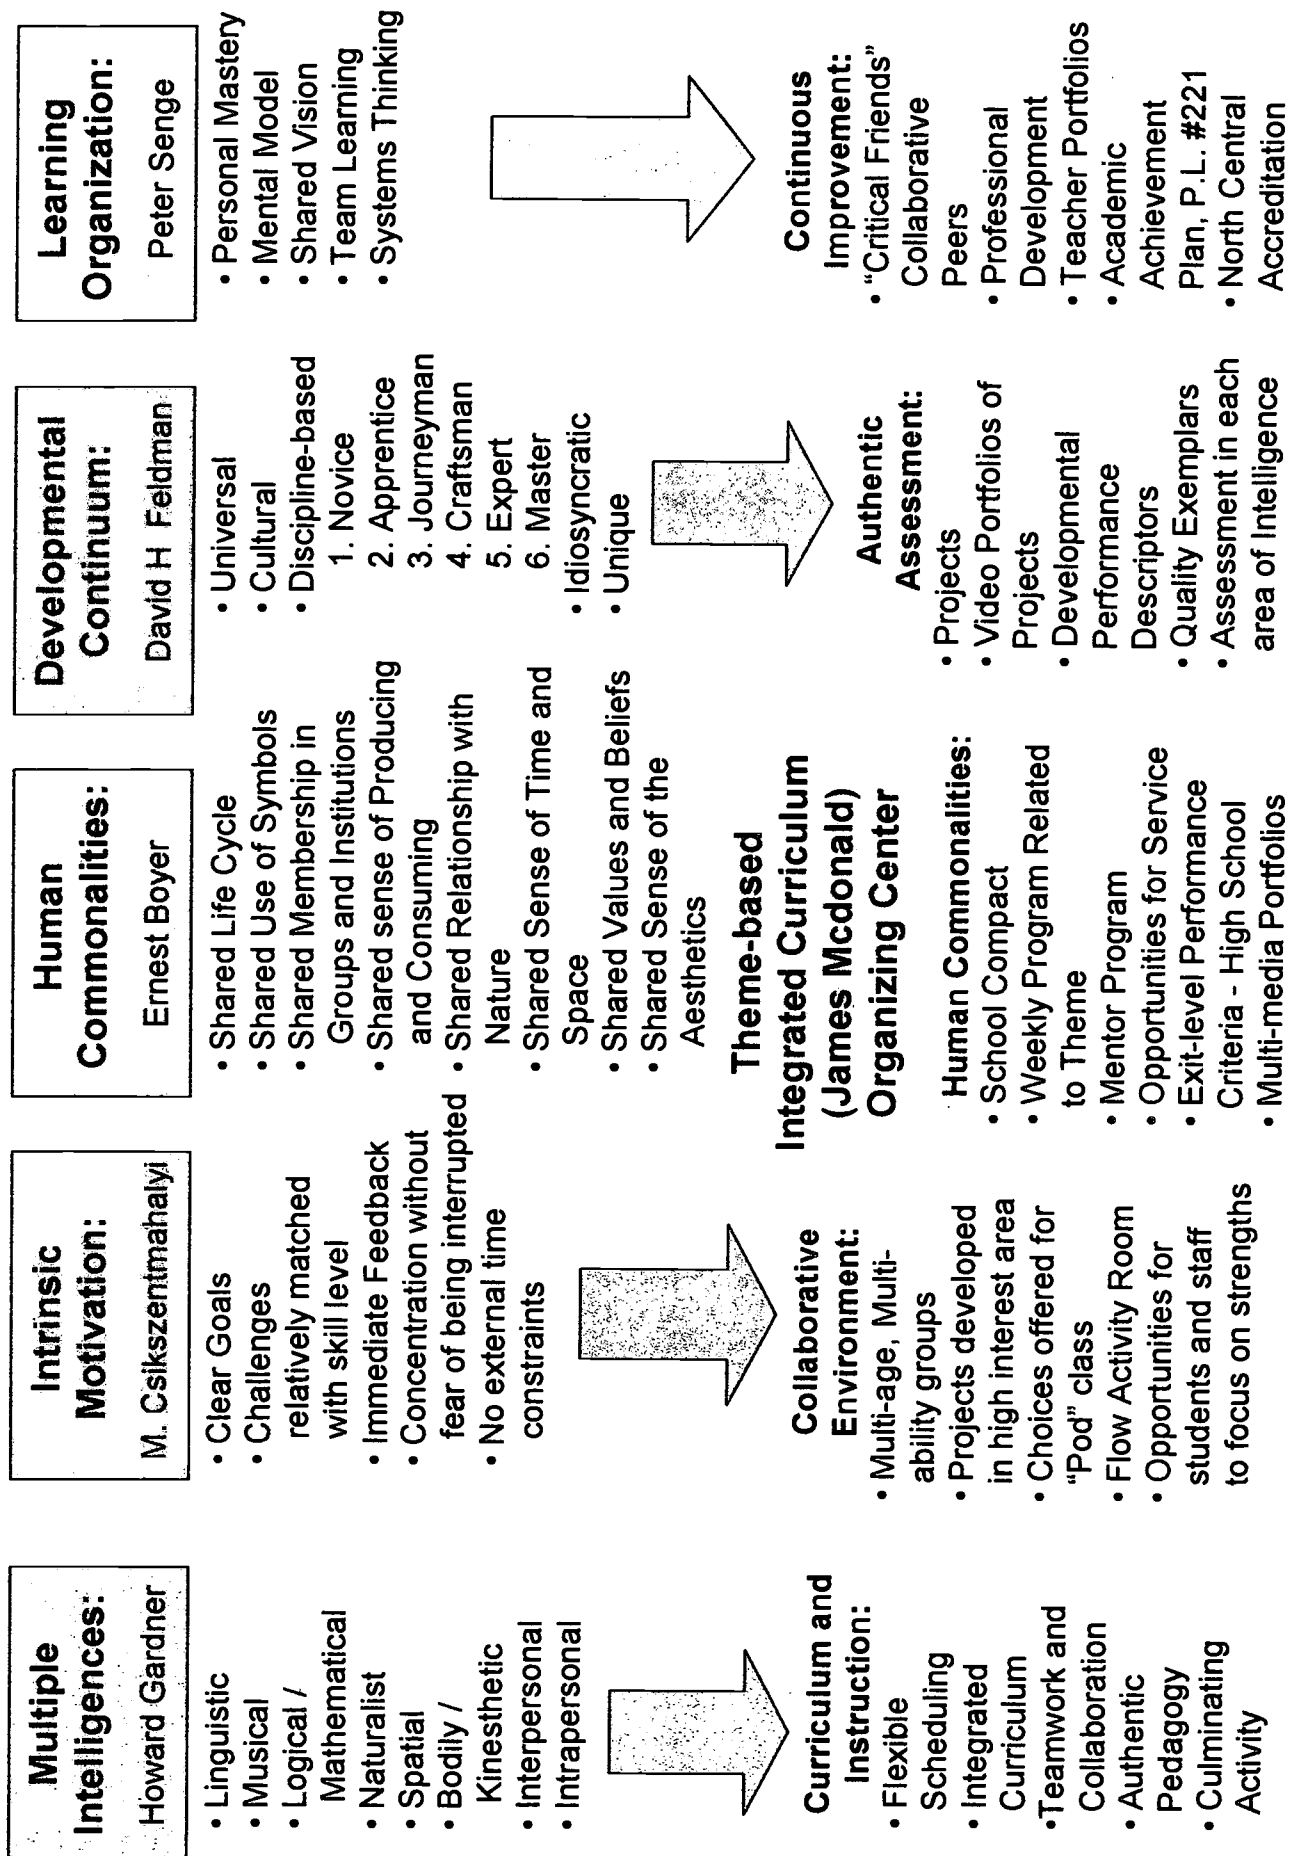 Multiple
Intelligences:
Howard Gardner
• Linguistic
• Musical
• Logical /
Mathematical
• Naturalist
• Spatial
• Bodily /
Kinesthetic
• Interpersonal
• Intrapersonal
Curriculum and
Instruction:
• Flexible
Scheduling
• Integrated
Curriculum
•Teamwork and
Collaboration
• Authentic
Pedagogy
• Culminating
Activity
Intrinsic
Motivation:
M. Csikszentmahalyi
• Clear Goals
• Challenges
relatively matched
with skill level
• Immediate Feedback
• Concentration without
fear of being interrupted
• No external time
constraints
Collaborative
Environment:
• Multi-age, Multi-
ability groups
• Projects developed
in high interest area
• Choices offered for
"Pod" class
• Flow Activity Room
• Opportunities for
students and staff
to focus on strengths
Human
Commonalities:
Ernest Boyer
• Shared Life Cycle
• Shared Use of Symbols
• Shared Membership in
Groups and Institutions
• Shared sense of Producing
and Consuming
• Shared Relationship with
Nature
• Shared Sense of Time and
Space
• Shared Values and Beliefs
• Shared Sense of the
Aesthetics
Theme-based
Integrated Curriculum
(James Mcdonald)
Organizing Center
Human Commonalities:
• School Compact
• Weekly Program Related
to Theme
• Mentor Program
• Opportunities for Service
• Exit-level Performance
Criteria - High School
• Multi-media Portfolios
Developmental
Continuum:
David H Feldman
• Universal
• Cultural
• Discipline-based
1. Novice
2. Apprentice
3. Journeyman
4. Craftsman
5. Expert
6. Master
• Idiosyncratic
• Unique
Authentic
Assessment:
• Projects
• Video Portfolios of
Projects
• Developmental
Performance
Descriptors
• Quality Exemplars
• Assessment in each
area of Intelligence
Learning
Organization:
Peter Senge
• Personal Mastery
• Mental Model
• Shared Vision
• Team Learning
• Systems Thinking
Continuous
Improvement:
• "Critical Friends"
Collaborative
Peers
• Professional
Development
• Teacher Portfolios
• Academic
Achievement
Plan, P.L. #221
• North Central
Accreditation